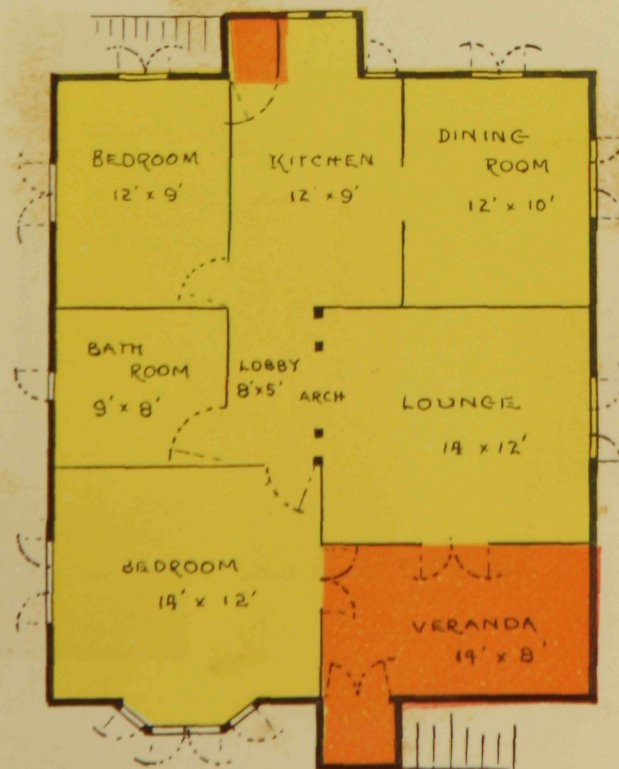 BEDROOM
12' x 9'
KITCHEN
12' x 9'
DINING
ROOM
12' x 10'
BATH
ROOM
9' x 8'
LOBBY
8' x 5'
ARCH
LOUNGE
14 x 12'
BEDROOM
14' x 12'
VERANDA
14' x 8'